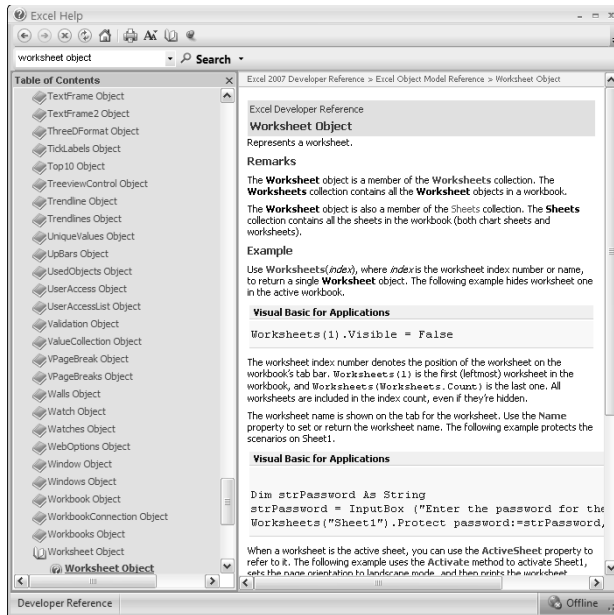 Excel Help
worksheet object
Search
Table of Contents
TextFrame Object
TextFrame2 Object
ThreeDFormat Object
TickLabels Object
Top10 Object
TreeviewControl Object
Trendline Object
Trendlines Object
UniqueValues Object
UpBars Object
UsedObjects Object
UserAccess Object
UserAccessList Object
Validation Object
ValueCollection Object
VPageBreak Object
VPageBreaks Object
Walls Object
Watch Object
Watches Object
WebOptions Object
Window Object
Windows Object
Workbook Object
WorkbookConnection Object
Workbooks Object
Worksheet Object
Worksheet Object
Excel 2007 Developer Reference > Excel Object Model Reference > Worksheet Object
Excel Developer Reference
Worksheet Object
Represents a worksheet.
Remarks
The Worksheet object is a member of the Worksheets collection. The
Worksheets collection contains all the Worksheet objects in a workbook.
The Worksheet object is also a member of the Sheets collection. The Sheets
collection contains all the sheets in the workbook (both chart sheets and
worksheets).
Example
Use Worksheets(index), where index is the worksheet index number or name,
to return a single Worksheet object. The following example hides worksheet one
in the active workbook.
Visual Basic for Applications
Worksheets(1).Visible = False
The worksheet index number denotes the position of the worksheet on the
workbook's tab bar. Worksheets(1) is the first (leftmost) worksheet in the
workbook, and Worksheets(Worksheets.Count) is the last one. All
worksheets are included in the index count, even if they're hidden.
The worksheet name is shown on the tab for the worksheet. Use the Name
property to set or return the worksheet name. The following example protects the
scenarios on Sheet1.
Visual Basic for Applications
Dim strPassword As String
strPassword = InputBox ("Enter the password for the
Worksheets("Sheet1").Protect password:=strPassword,
When a worksheet is the active sheet, you can use the ActiveSheet property to
refer to it. The following example uses the Activate method to activate Sheet1,
sets the page orientation to landscape mode, and then prints the worksheet.
Developer Reference
Offline